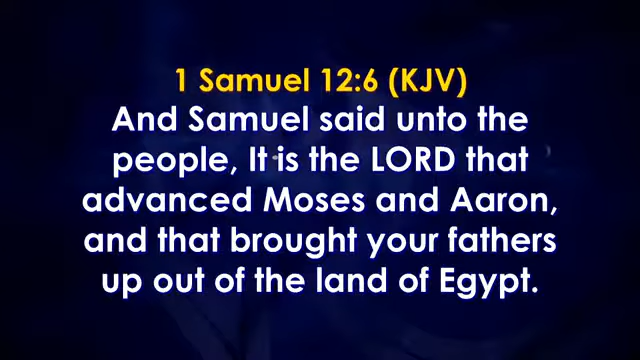 1 Samuel 12:6 (KJV)
And Samuel said unto the
people, It is the LORD that
advanced Moses and Aaron,
and that brought your fathers
up out of the land of Egypt.